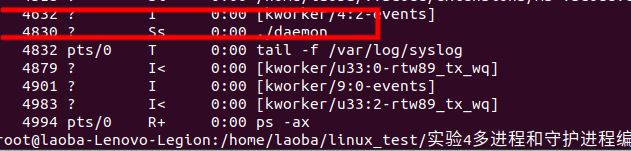 4632 ? I 0:00 [kworker/4:2-events]
4830 ? Ss 0:00 ./daemon
4832 pts/0 T 0:00 tail -f /var/log/syslog
4879 ? I< 0:00 [kworker/u33:0-rtw89_tx_wq]
4901 ? I 0:00 [kworker/9:0-events]
4983 ? I< 0:00 [kworker/u33:2-rtw89_tx_wq]
4994 pts/0 R+ 0:00 ps -ax
root@laoba-Lenovo-Legion:/home/laoba/linux_test/实验4多进程和守护进程编